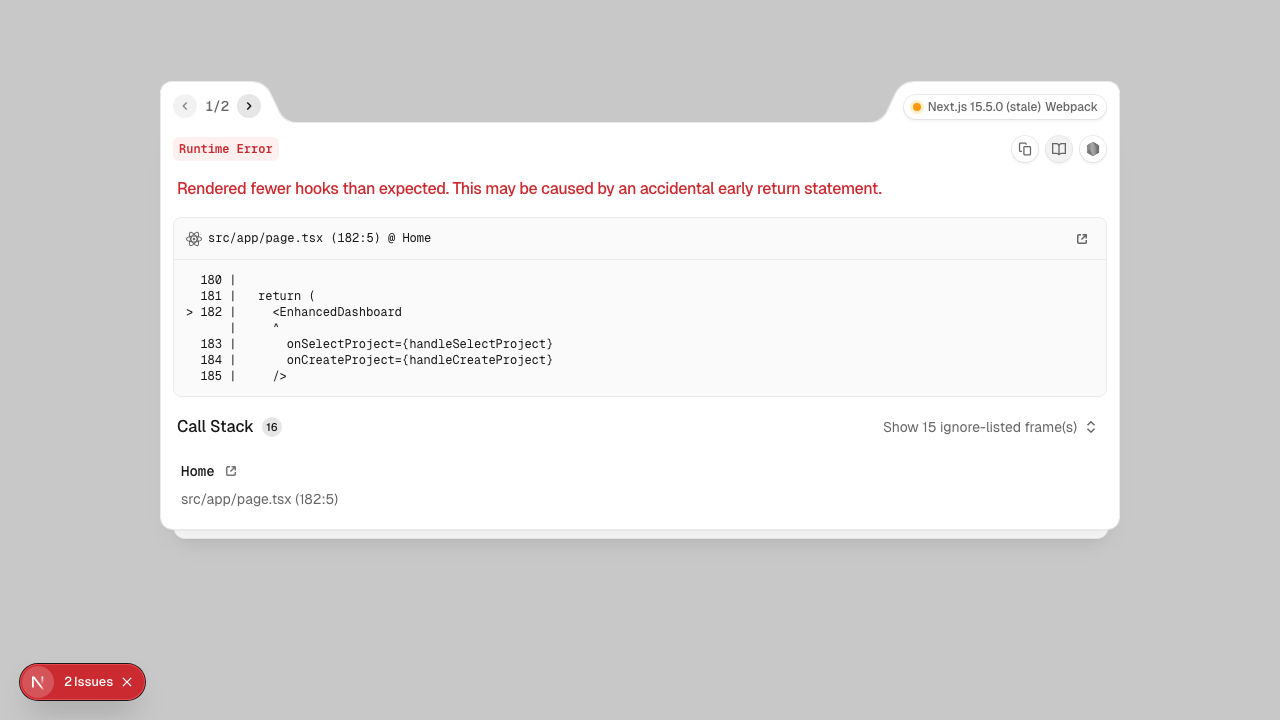 1/2
Next.js 15.5.0 (stale) Webpack
Runtime Error
Rendered fewer hooks than expected. This may be caused by an accidental early return statement.
src/app/page.tsx (182:5) @ Home
  180 |
  181 |   return (
> 182 |     <EnhancedDashboard
      |     ^
  183 |       onSelectProject={handleSelectProject}
  184 |       onCreateProject={handleCreateProject}
  185 |     />
Call Stack 16
Show 15 ignore-listed frame(s)
Home
src/app/page.tsx (182:5)
N 2 Issues